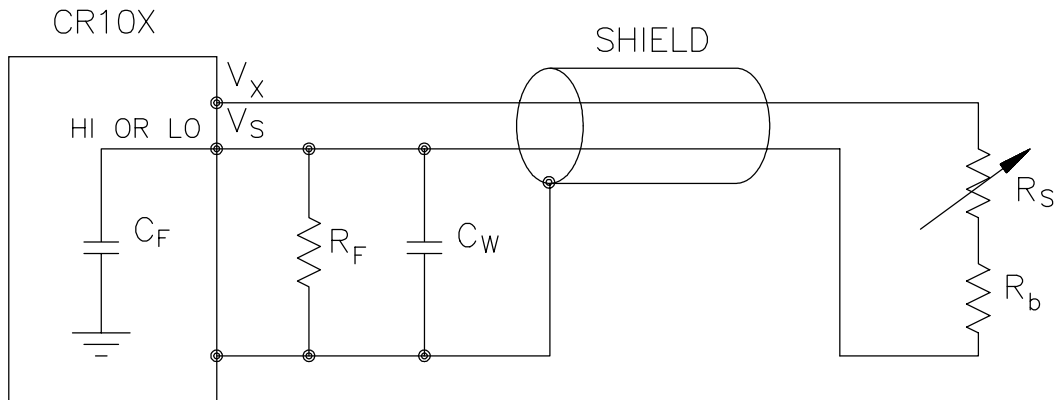 CR10X
SHIELD
VX
HI OR LO VS
CF
RF
CW
RS
Rb